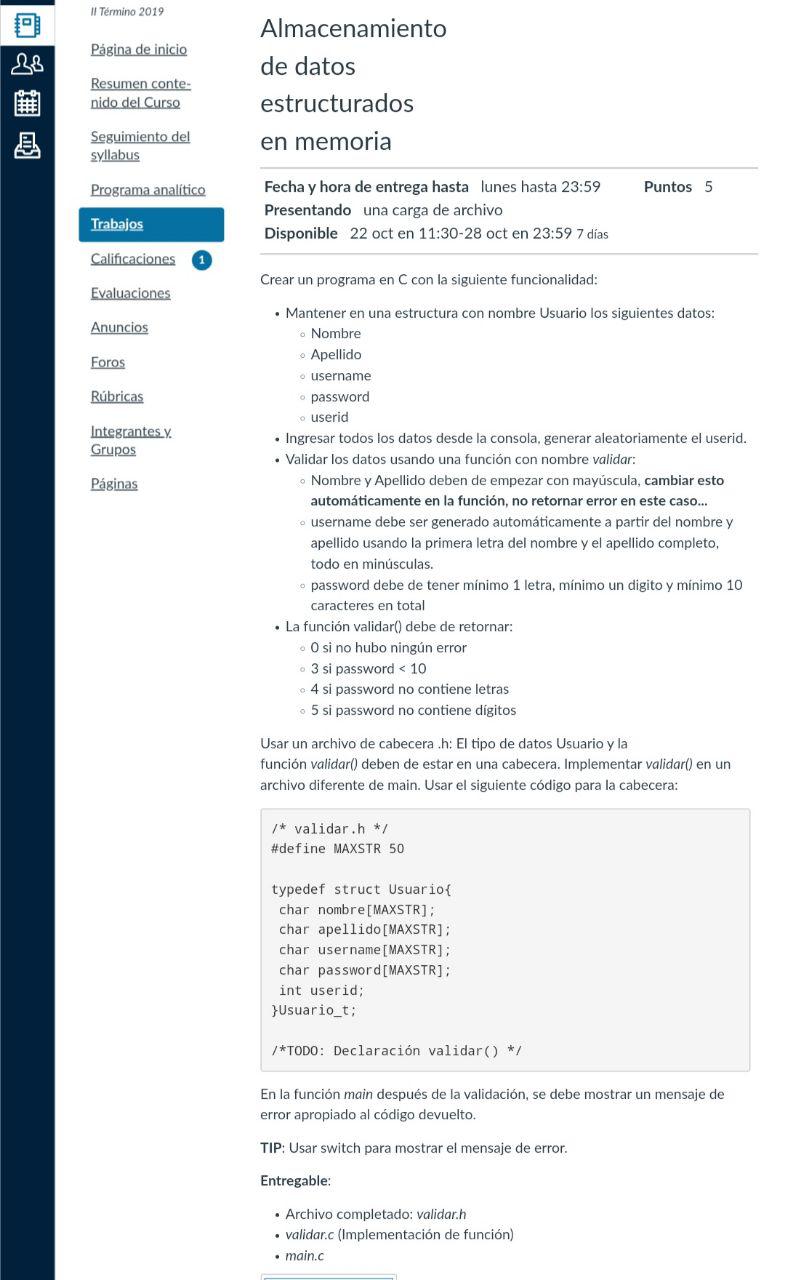 II Término 2019
Página de inicio
Resumen conte-
nido del Curso
Seguimiento del
syllabus
Programa analítico
Trabajos
Calificaciones 1
Evaluaciones
Anuncios
Foros
Rúbricas
Integrantes y
Grupos
Páginas
Almacenamiento
de datos
estructurados
en memoria
Fecha y hora de entrega hasta lunes hasta 23:59 Puntos 5
Presentando una carga de archivo
Disponible 22 oct en 11:30-28 oct en 23:59 7 días
Crear un programa en C con la siguiente funcionalidad:
• Mantener en una estructura con nombre Usuario los siguientes datos:
◦ Nombre
◦ Apellido
◦ username
◦ password
◦ userid
• Ingresar todos los datos desde la consola, generar aleatoriamente el userid.
• Validar los datos usando una función con nombre validar:
◦ Nombre y Apellido deben de empezar con mayúscula, cambiar esto
automáticamente en la función, no retornar error en este caso...
◦ username debe ser generado automáticamente a partir del nombre y
apellido usando la primera letra del nombre y el apellido completo,
todo en minúsculas.
◦ password debe de tener mínimo 1 letra, mínimo un digito y mínimo 10
caracteres en total
• La función validar() debe de retornar:
◦ 0 si no hubo ningún error
◦ 3 si password < 10
◦ 4 si password no contiene letras
◦ 5 si password no contiene dígitos
Usar un archivo de cabecera .h: El tipo de datos Usuario y la
función validar() deben de estar en una cabecera. Implementar validar() en un
archivo diferente de main. Usar el siguiente código para la cabecera:
/* validar.h */
#define MAXSTR 50
typedef struct Usuario{
char nombre[MAXSTR];
char apellido[MAXSTR];
char username[MAXSTR];
char password[MAXSTR];
int userid;
}Usuario_t;
/*TODO: Declaración validar() */
En la función main después de la validación, se debe mostrar un mensaje de
error apropiado al código devuelto.
TIP: Usar switch para mostrar el mensaje de error.
Entregable:
• Archivo completado: validar.h
• validar.c (Implementación de función)
• main.c